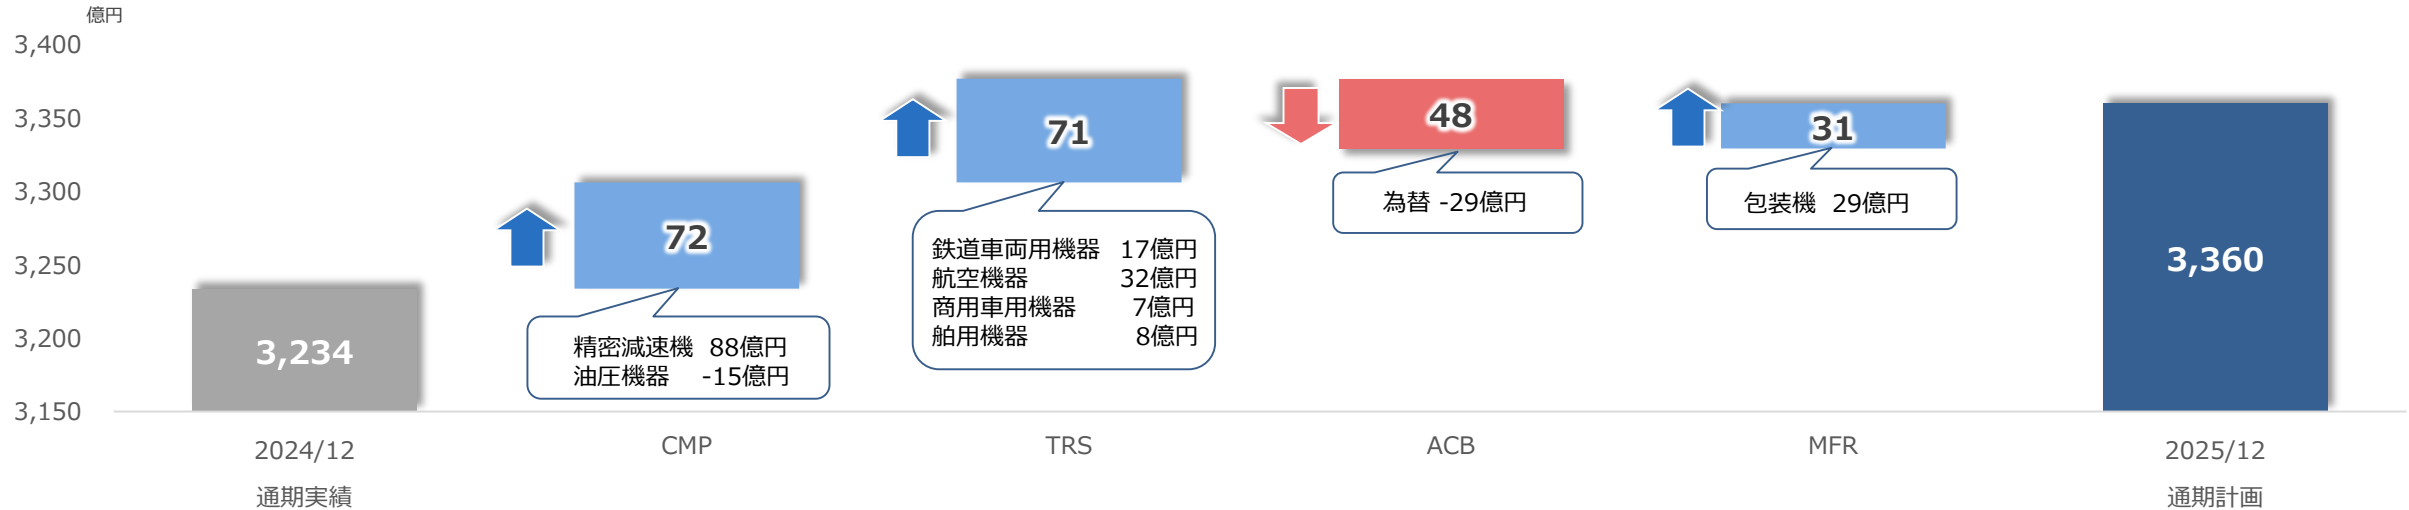 億円
3,400
3,350
3,300
3,250
3,200
3,150
3,234
72
精密減速機 88億円
油圧機器 -15億円
71
鉄道車両用機器 17億円
航空機器 32億円
商用車用機器 7億円
舶用機器 8億円
48
為替 -29億円
31
包装機 29億円
3,360
2024/12
通期実績
CMP
TRS
ACB
MFR
2025/12
通期計画